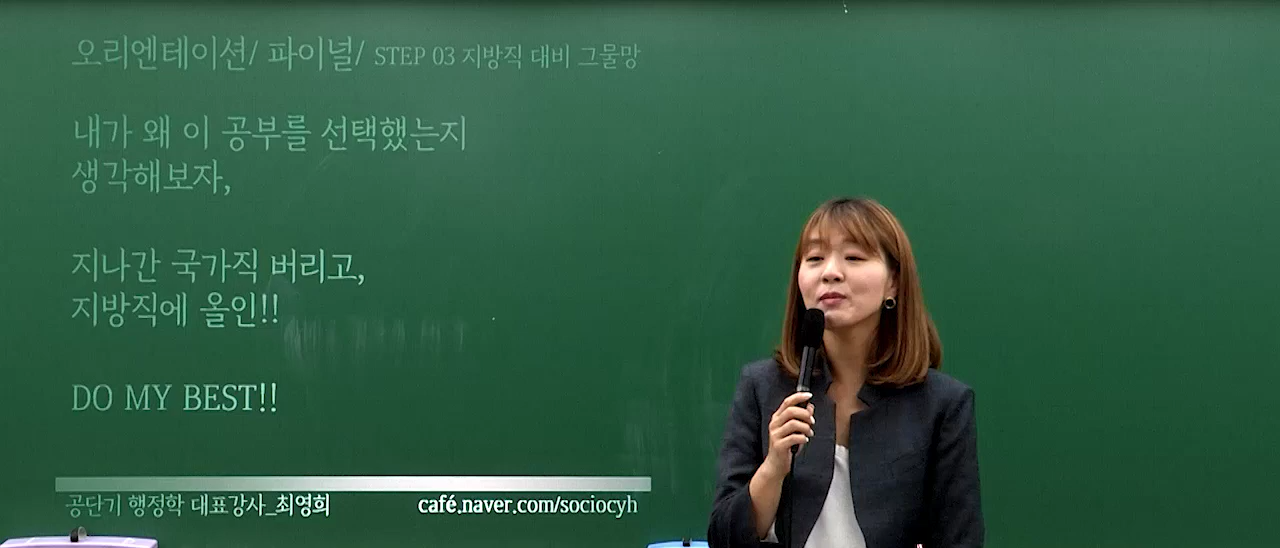 오리엔테이션/ 파이널/ STEP 03 지방직 대비 그물망
내가 왜 이 공부를 선택했는지
생각해보자,
지나간 국가직 버리고,
지방직에 올인!!
DO MY BEST!!
공단기 행정학 대표강사_최영희
café.naver.com/sociocyh